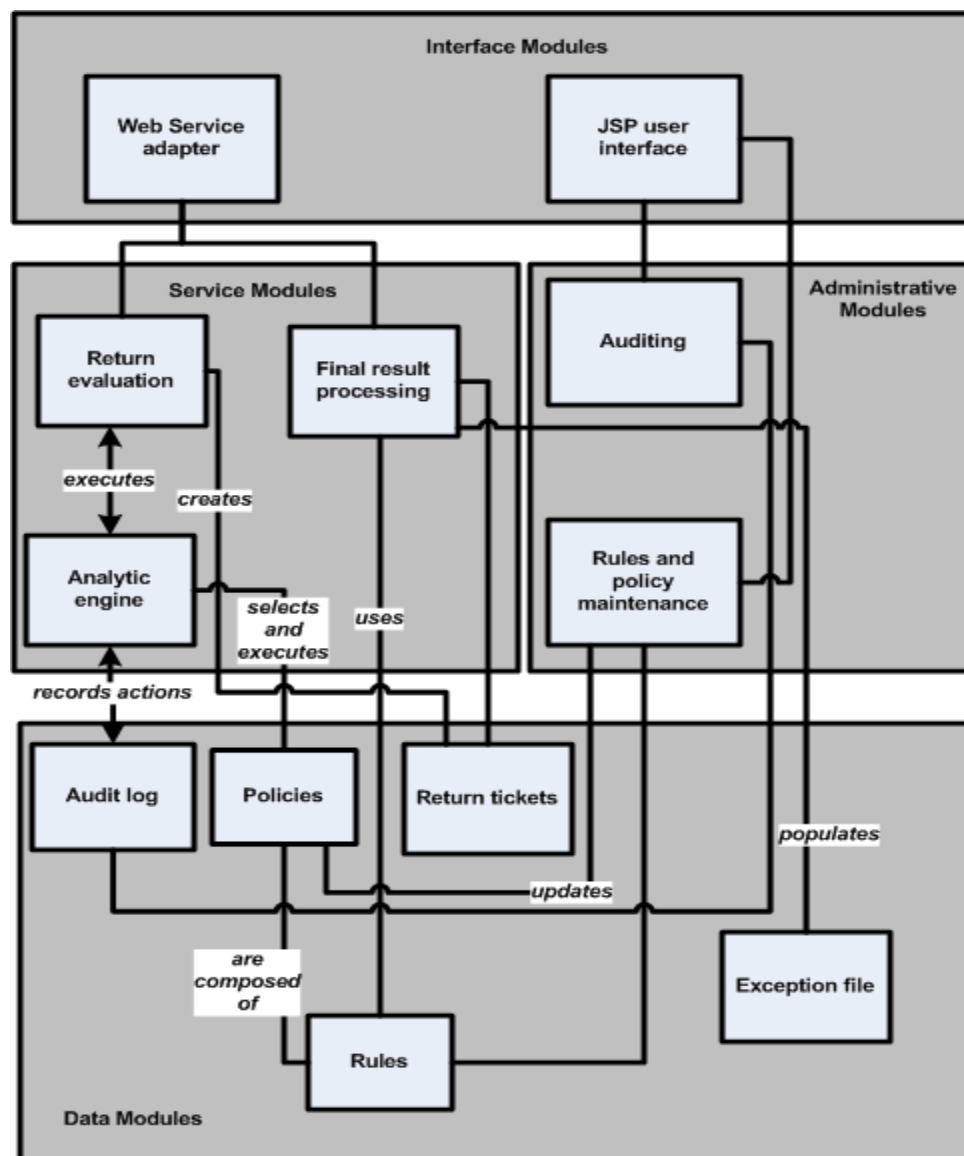 Interface Modules
Web Service
adapter
JSP user
interface
Service Modules
Administrative
Modules
Return
evaluation
Final result
processing
Auditing
executes
creates
Analytic
engine
selects
and
executes
uses
Rules and
policy
maintenance
records actions
Audit log
Policies
Return tickets
populates
updates
are
composed
of
Exception file
Rules
Data Modules